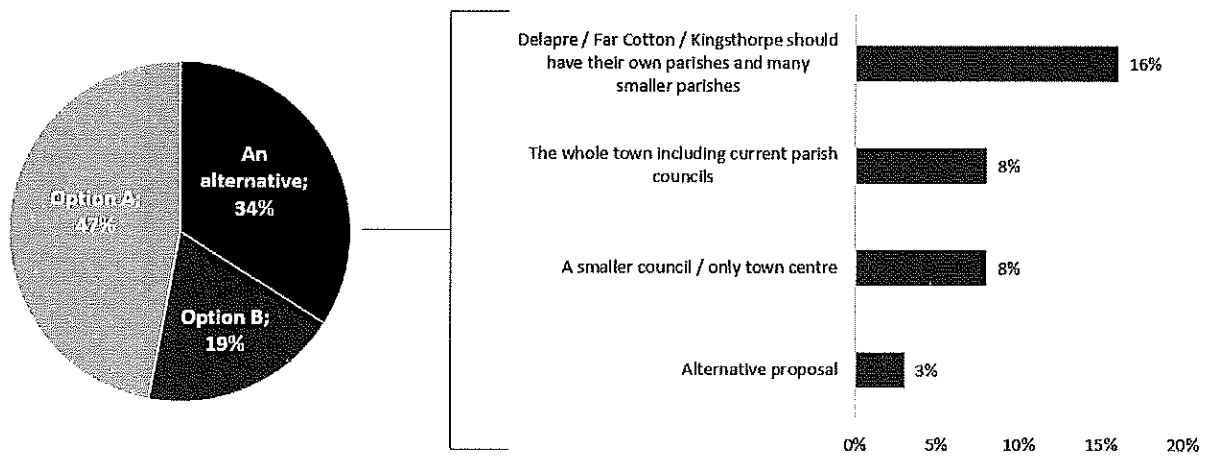 An
alternative;
34%
Option A;
47%
Option B;
19%
Delapre / Far Cotton / Kingsthorpe should
have their own parishes and many
smaller parishes
16%
The whole town including current parish
councils
8%
A smaller council / only town centre
8%
Alternative proposal
3%
0% 5% 10% 15% 20%